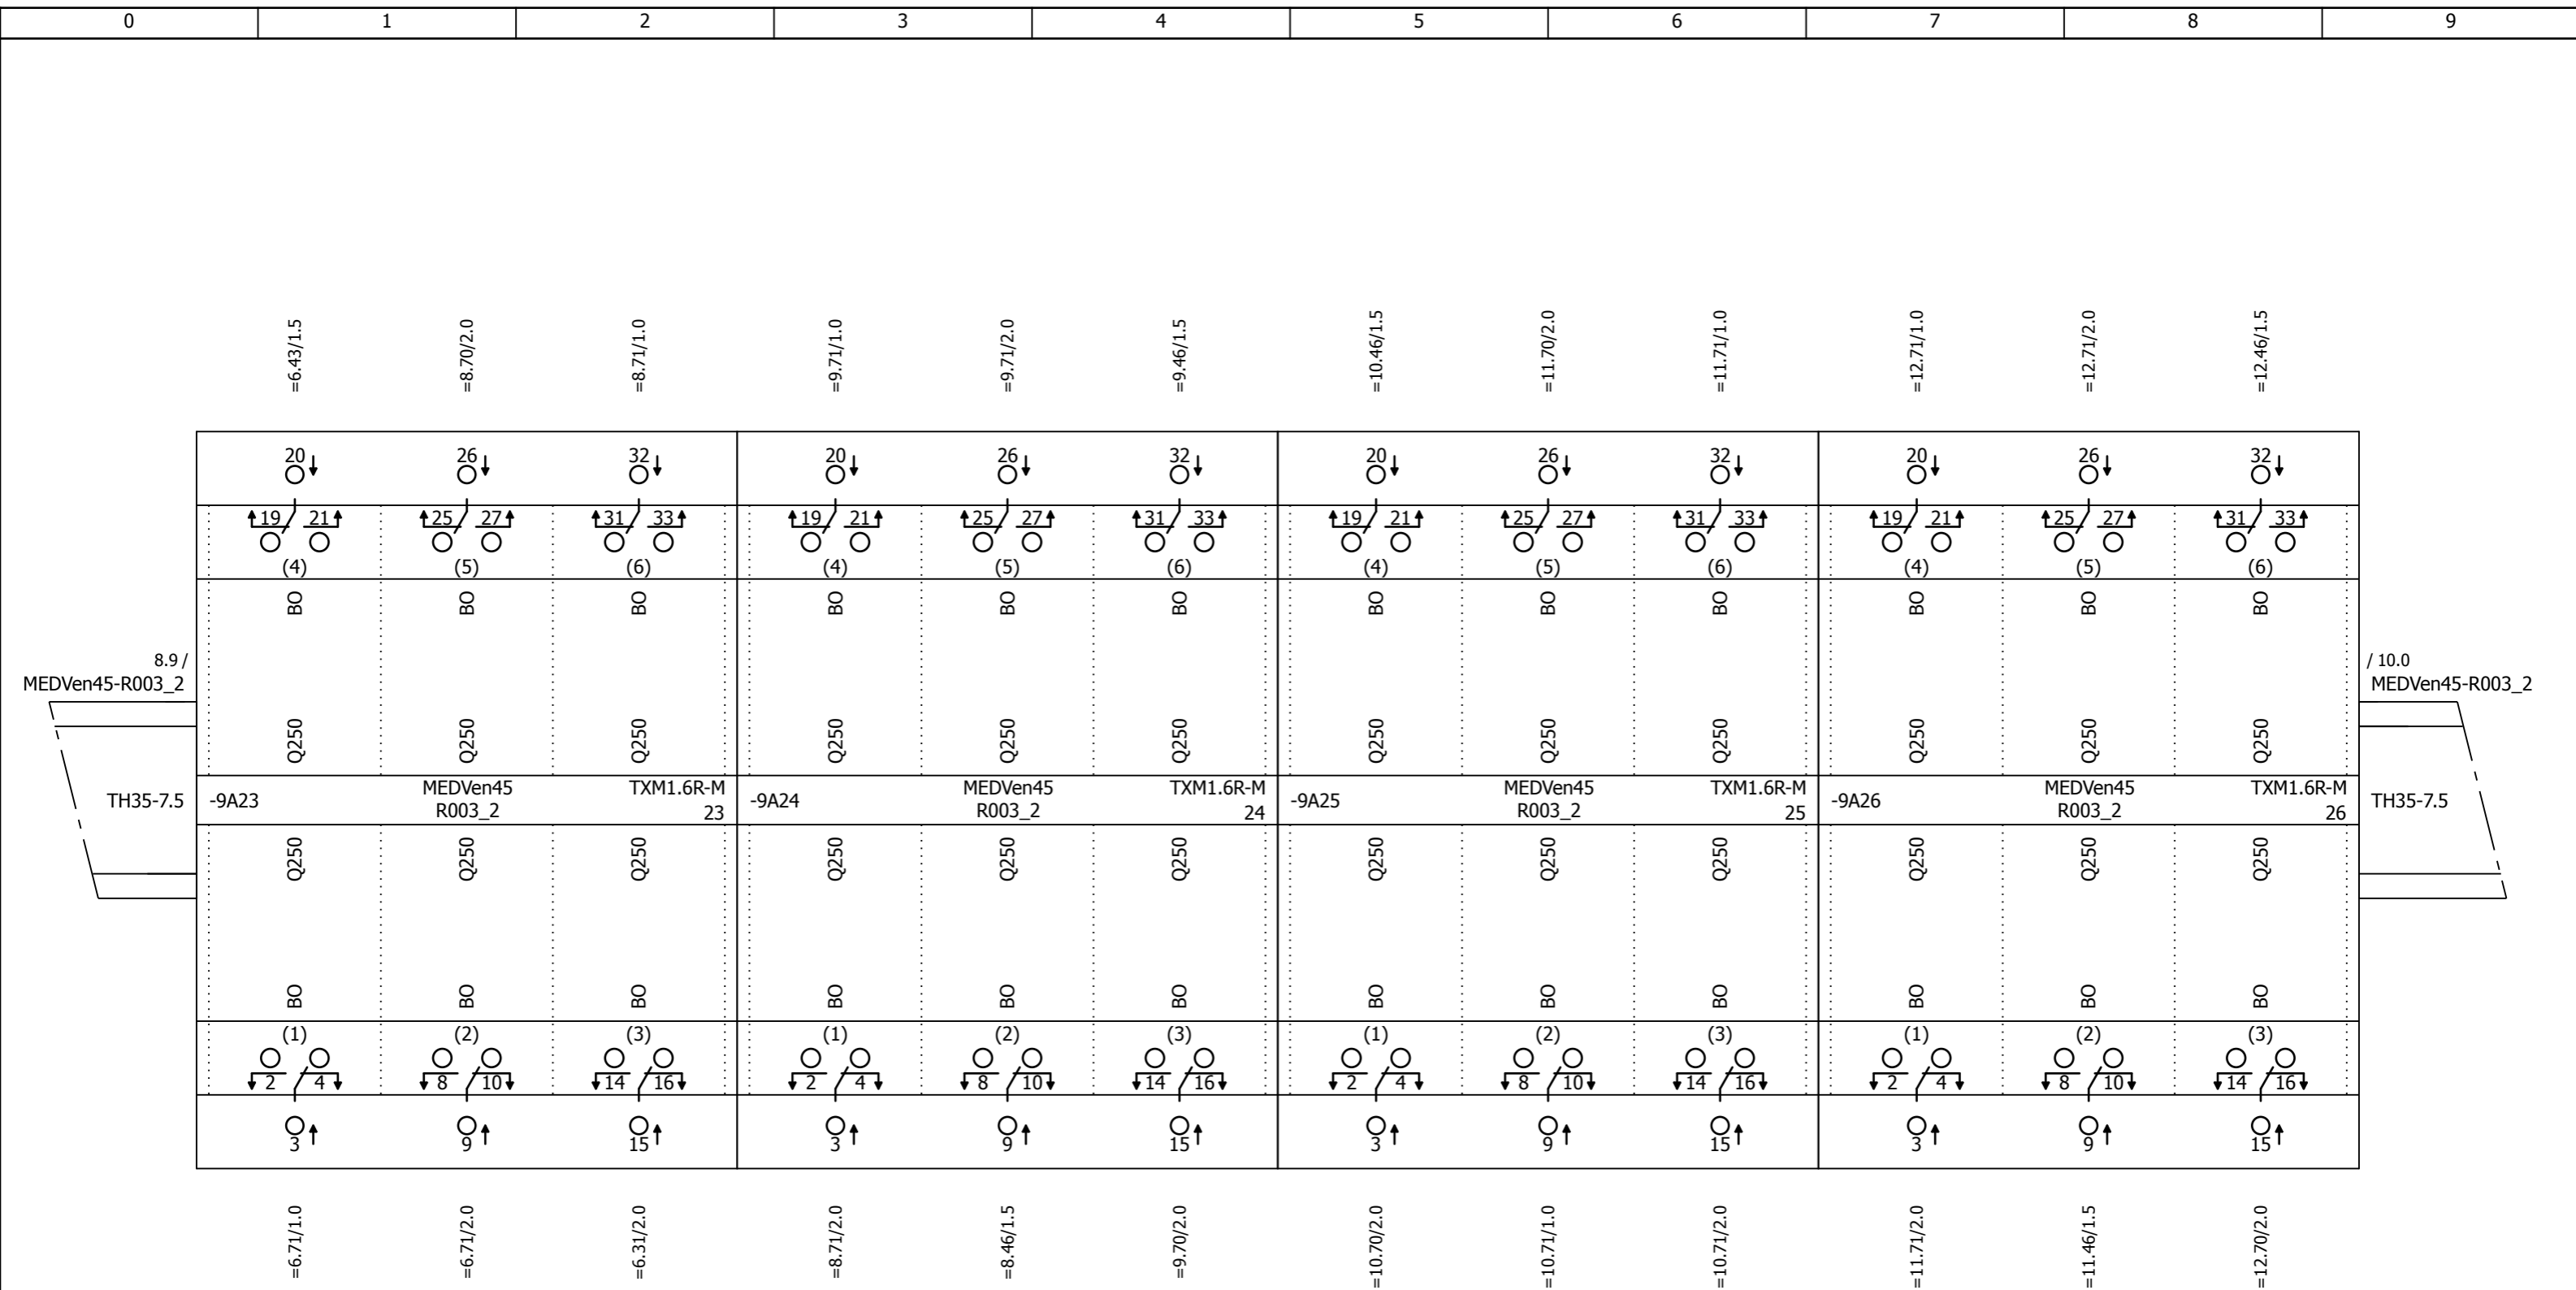 0 1 2 3 4 5 6 7 8 9
=6.43/1.5 =8.70/2.0 =8.71/1.0 =9.71/1.0 =9.71/2.0 =9.46/1.5 =10.46/1.5 =11.70/2.0 =11.71/1.0 =12.71/1.0 =12.71/2.0 =12.46/1.5
20 26 32 20 26 32 20 26 32 20 26 32
19 21 25 27 31 33 19 21 25 27 31 33 19 21 25 27 31 33 19 21 25 27 31 33
(4) (5) (6) (4) (5) (6) (4) (5) (6) (4) (5) (6)
BO BO BO BO BO BO BO BO BO BO BO BO
8.9 / / 10.0
MEDVen45-R003_2 MEDVen45-R003_2
Q250 Q250 Q250 Q250 Q250 Q250 Q250 Q250 Q250 Q250 Q250 Q250
TH35-7.5 -9A23 MEDVen45 TXM1.6R-M -9A24 MEDVen45 TXM1.6R-M -9A25 MEDVen45 TXM1.6R-M -9A26 MEDVen45 TXM1.6R-M TH35-7.5
R003_2 23 R003_2 24 R003_2 25 R003_2 26
Q250 Q250 Q250 Q250 Q250 Q250 Q250 Q250 Q250 Q250 Q250 Q250
BO BO BO BO BO BO BO BO BO BO BO BO
(1) (2) (3) (1) (2) (3) (1) (2) (3) (1) (2) (3)
2 4 8 10 14 16 2 4 8 10 14 16 2 4 8 10 14 16 2 4 8 10 14 16
3 9 15 3 9 15 3 9 15 3 9 15
=6.71/1.0 =6.71/2.0 =6.31/2.0 =8.71/2.0 =8.46/1.5 =9.70/2.0 =10.70/2.0 =10.71/1.0 =10.71/2.0 =11.71/2.0 =11.46/1.5 =12.70/2.0